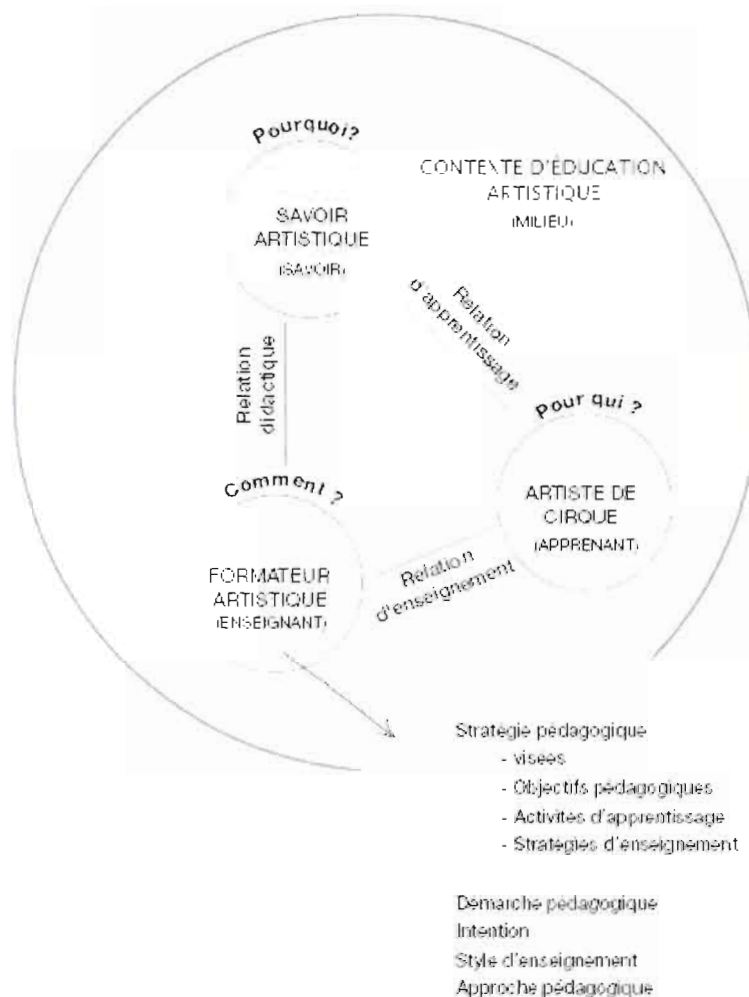 Pourquoi?
SAVOIR
ARTISTIQUE
(SAVOIR)
CONTEXTE D'ÉDUCATION
ARTISTIQUE
(MILIEU)
Relation
d'apprentissage
Relation
didactique
Pour qui ?
ARTISTE DE
CIRQUE
(APPRENANT)
Comment ?
FORMATEUR
ARTISTIQUE
(ENSEIGNANT)
Relation
d'enseignement
Stratégie pédagogique
- visées
- Objectifs pédagogiques
- Activités d'apprentissage
- Stratégies d'enseignement
Démarche pédagogique
Intention
Style d'enseignement
Approche pédagogique